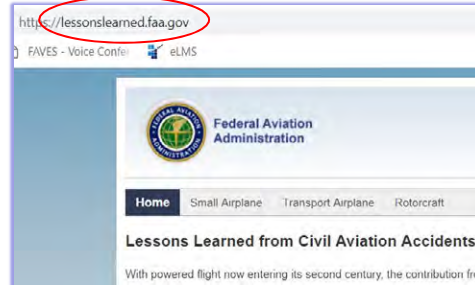 https://lessonslearned.faa.gov
FAVES - Voice Confer eLMS
Federal Aviation
Administration
Home Small Airplane Transport Airplane Rotorcraft
Lessons Learned from Civil Aviation Accidents
With powered flight now entering its second century, the contribution fr